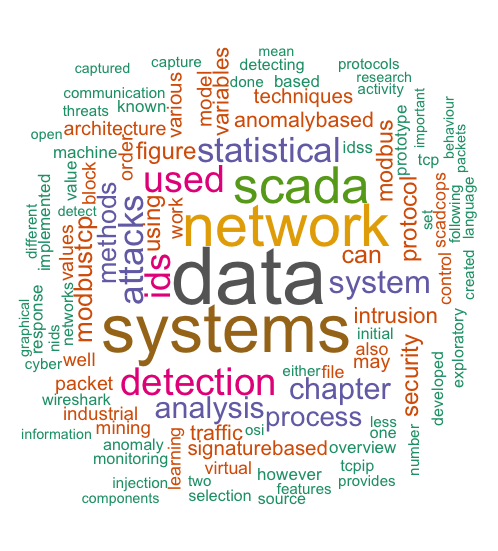 mean
captured
capture
detecting
protocols
communication
various
model
variables
done
based
research
activity
threats
known
techniques
important
open
architecture
order
anomalybased
prototype
behaviour
machine
figure
statistical
idss
modbus
tcp
packets
value
block
used
scada
protocol
set
scadcops
following
language
detect
methods
attacks
using
work
network
different
implemented
values
modbustcp
ids
data
can
system
control
created
graphical
response
nids
networks
systems
intrusion
initial
cyber
well
also
may
security
exploratory
packet
detection
either
file
chapter
developed
wireshark
industrial
analysis
process
less
one
information
mining
traffic
osi
number
anomaly
learning
signaturebased
overview
monitoring
virtual
however
tcpip
injection
two
features
provides
components
selection
source